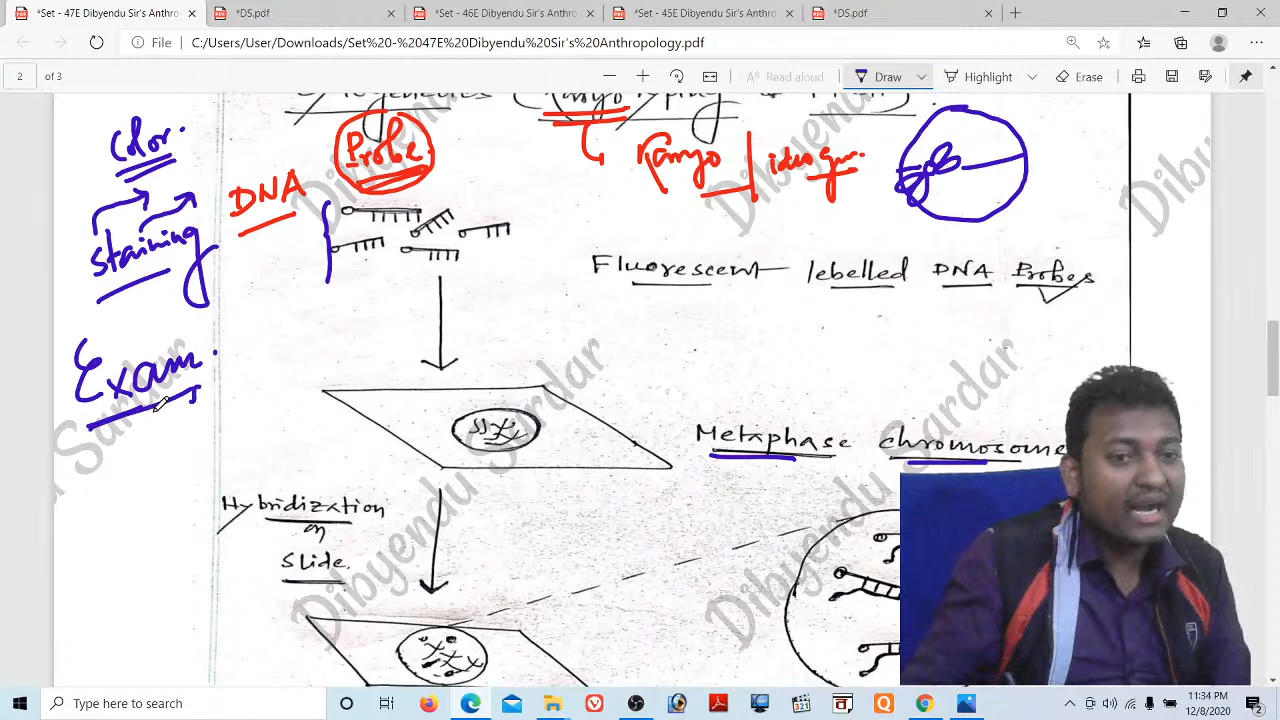 *Set - 47E Dibyendu Sir's Anthro
*DS.pdf
*Set - 46E Dibyendu Sir's Anthro
*Set - 45E Dibyendu Sir's Anthro
*DS.pdf
File
C:/Users/User/Downloads/Set%20-%2047E%20Dibyendu%20Sir's%20Anthropology.pdf
2 of 3
Read aloud
Draw
Highlight
Erase
Color.
Probe
Karyo
DNA
staining
Fluorescent lebelled DNA Probes
Exam.
Metaphase chromosome
Hybridization
on
slide.
Dibyendu Sardar
Type here to search
ENG
12/8/2020